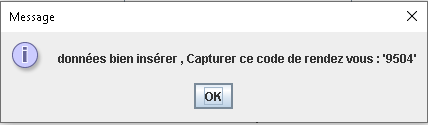 Message
données bien insérer , Capturer ce code de rendez vous : '9504'
OK